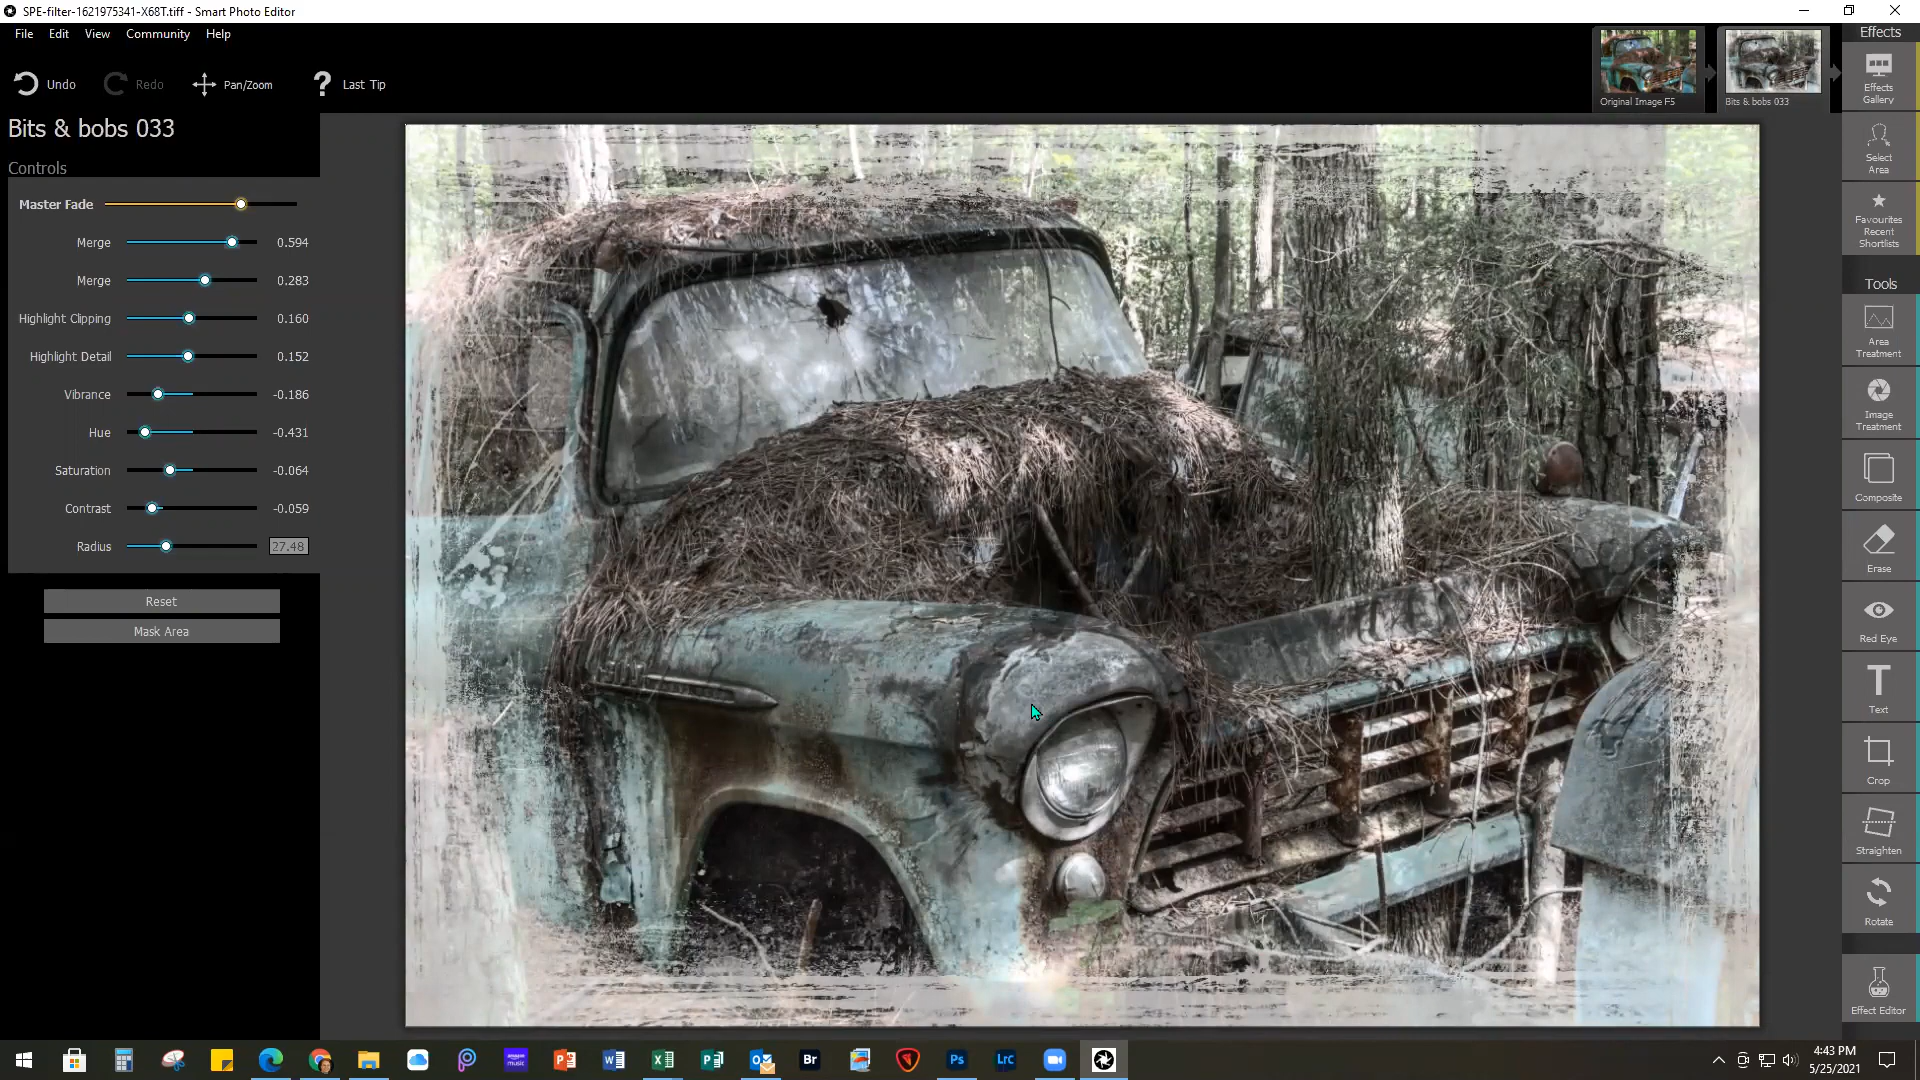 SPE-filter-1621975341-X68T.tiff - Smart Photo Editor
File Edit View Community Help
Undo Redo Pan/Zoom ? Last Tip
Original Image F5
Bits & bobs 033
Effects
Effects Gallery
Select Area
Favourites Recent Shortlists
Bits & bobs 033
Controls
Master Fade
Merge 0.594
Merge 0.283
Highlight Clipping 0.160
Highlight Detail 0.152
Vibrance -0.186
Hue -0.431
Saturation -0.064
Contrast -0.059
Radius 27.48
Reset
Mask Area
Tools
Area Treatment
Image Treatment
Composite
Erase
Red Eye
T
Text
Crop
Straighten
Rotate
Effect Editor
amazon music
P
W
X
P
O
Br
Ps
Lrc
4:43 PM
5/25/2021